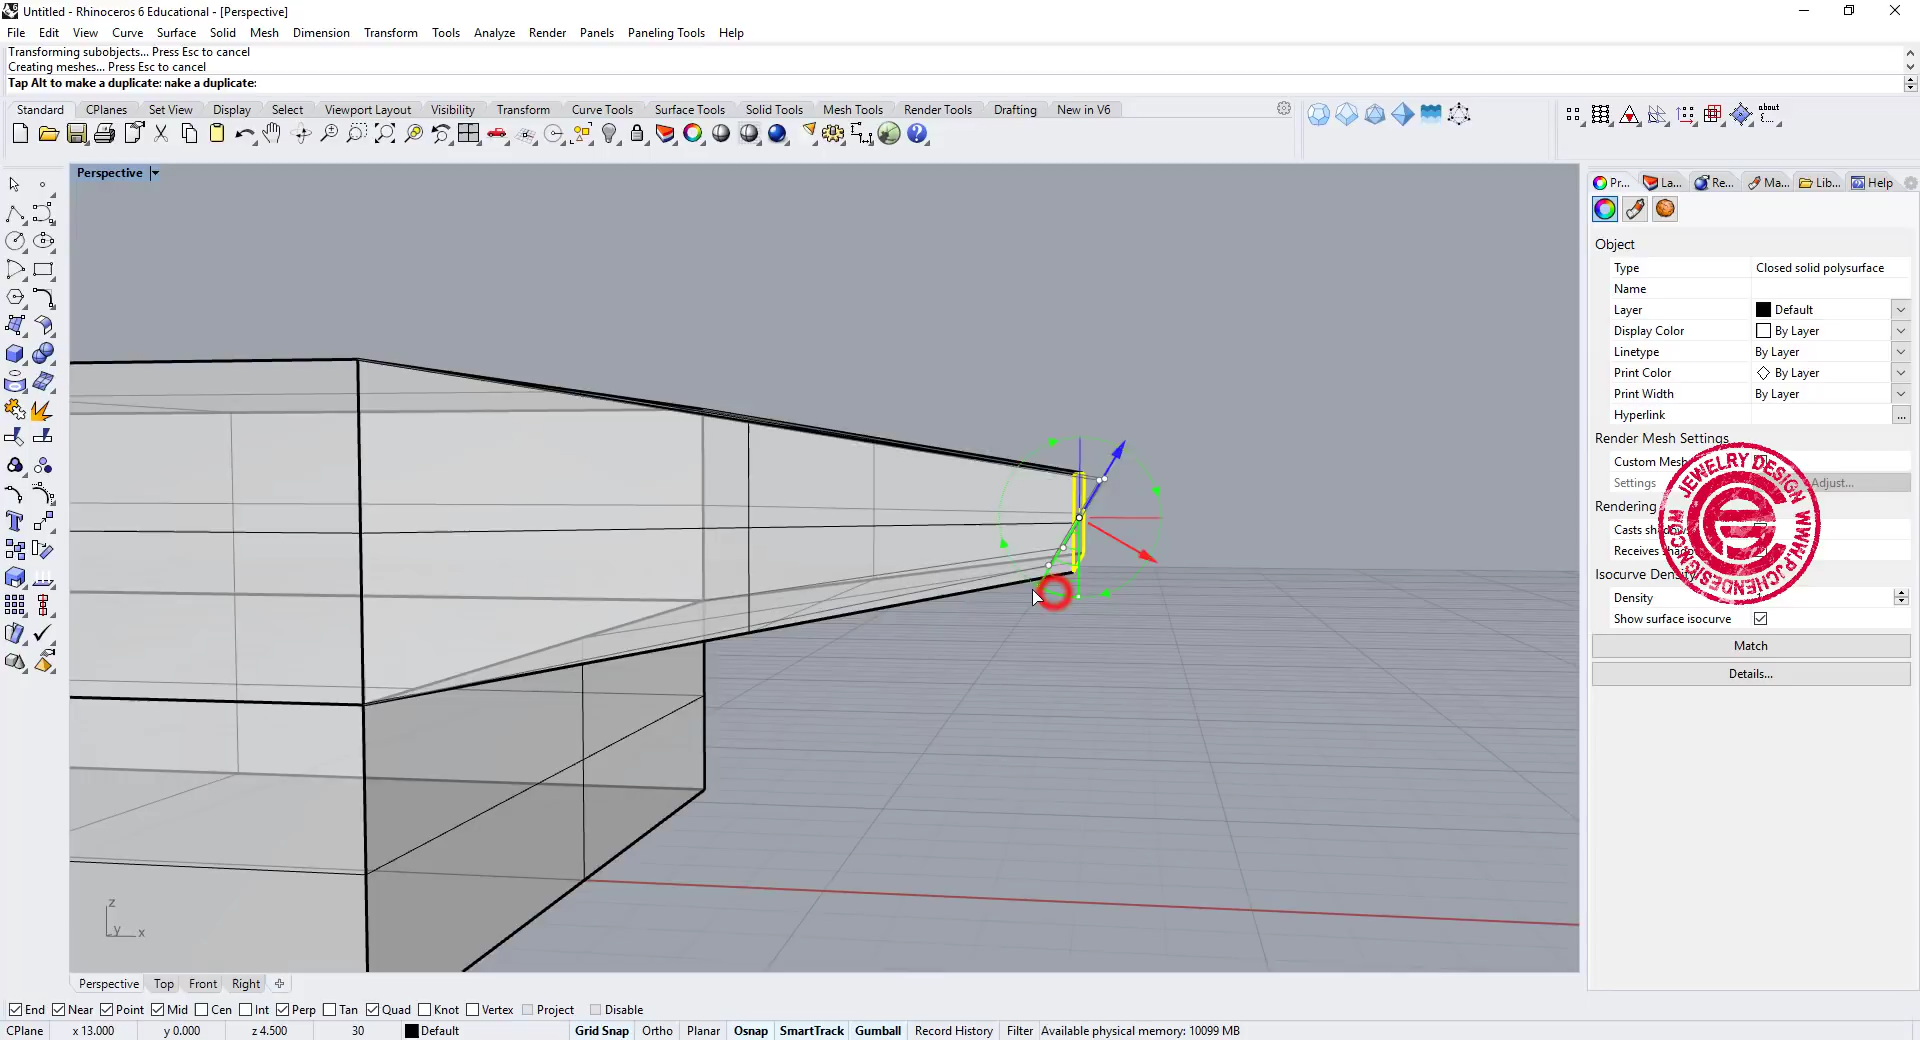 Untitled - Rhinoceros 6 Educational - [Perspective]
File Edit View Curve Surface Solid Mesh Dimension Transform Tools Analyze Render Panels Paneling Tools Help
Transforming subobjects... Press Esc to cancel
Creating meshes... Press Esc to cancel
Tap Alt to make a duplicate: nake a duplicate:
Standard CPlanes Set View Display Select Viewport Layout Visibility Transform Curve Tools Surface Tools Solid Tools Mesh Tools Render Tools Drafting New in V6
about
Perspective
Pr... La... Re... Ma... Lib... Help
Object
Type Closed solid polysurface
Name
Layer Default
Display Color By Layer
Linetype By Layer
Print Color By Layer
Print Width By Layer
Hyperlink ...
Render Mesh Settings
Custom Mesh
Settings Adjust...
Rendering
Casts shadows
Receives shadows
Isocurve Density
Density 1
Show surface isocurve
Match
Details...
JEWELRY DESIGN WWW.PJCHENDESIGN.COM
z
y x
Perspective Top Front Right
End Near Point Mid Cen Int Perp Tan Quad Knot Vertex Project Disable
CPlane x 13.000 y 0.000 z 4.500 30 Default Grid Snap Ortho Planar Osnap SmartTrack Gumball Record History Filter Available physical memory: 10099 MB